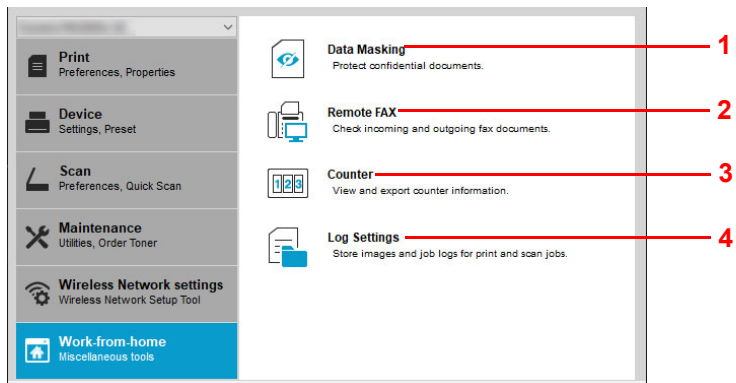 Print
Preferences, Properties
Device
Settings, Preset
Scan
Preferences, Quick Scan
Maintenance
Utilities, Order Toner
Wireless Network settings
Wireless Network Setup Tool
Work-from-home
Miscellaneous tools
Data Masking 1
Protect confidential documents.
Remote FAX 2
Check incoming and outgoing fax documents.
123
Counter 3
View and export counter information.
Log Settings 4
Store images and job logs for print and scan jobs.